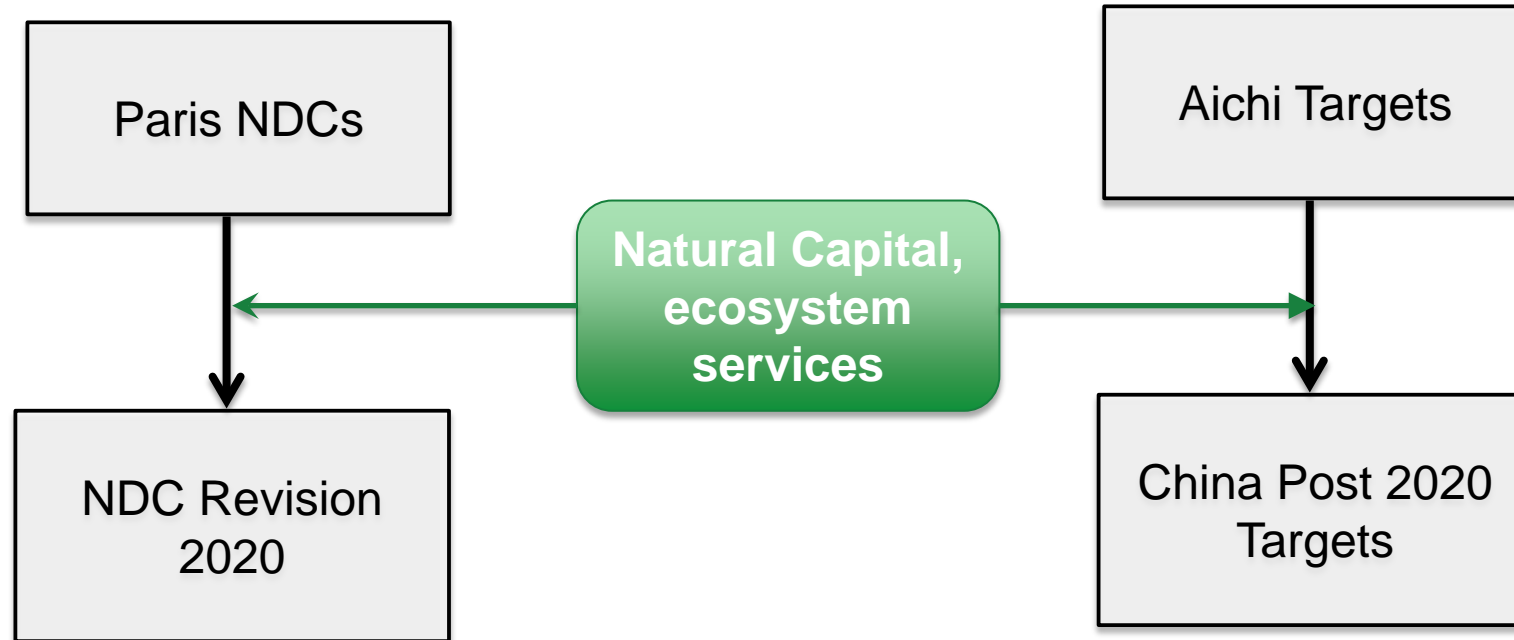 Paris NDCs
Aichi Targets
Natural Capital,
ecosystem
services
NDC Revision
2020
China Post 2020
Targets